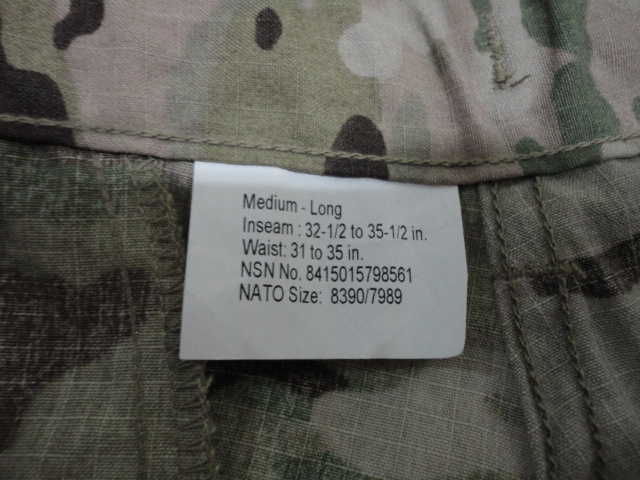 Medium - Long
Inseam : 32-1/2 to 35-1/2 in.
Waist: 31 to 35 in.
NSN No. 8415015798561
NATO Size: 8390/7989